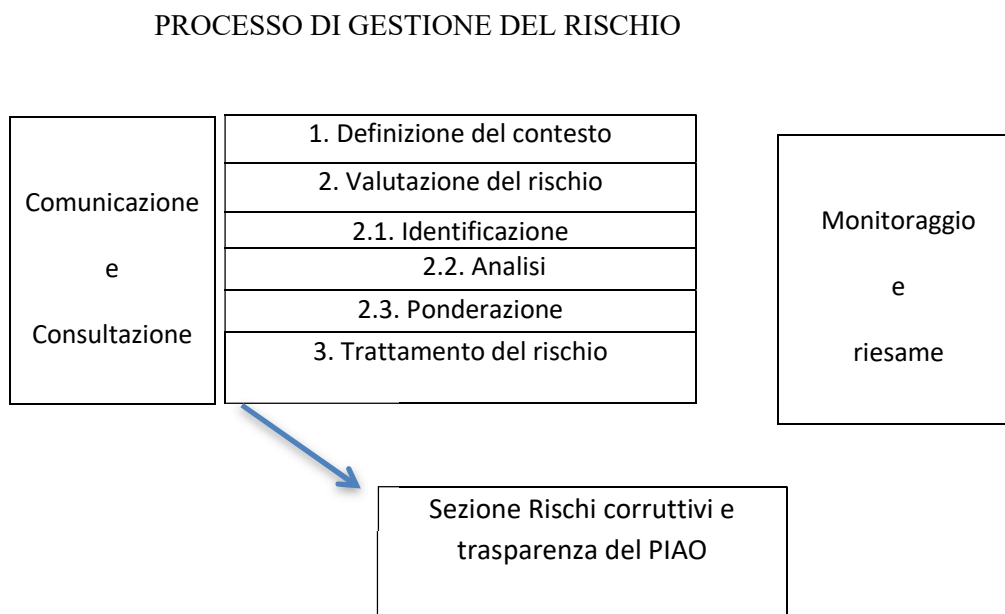 PROCESSO DI GESTIONE DEL RISCHIO
Comunicazione
e
Consultazione
1. Definizione del contesto
2. Valutazione del rischio
2.1. Identificazione
2.2. Analisi
2.3. Ponderazione
3. Trattamento del rischio
Monitoraggio
e
riesame
Sezione Rischi corruttivi e
trasparenza del PIAO